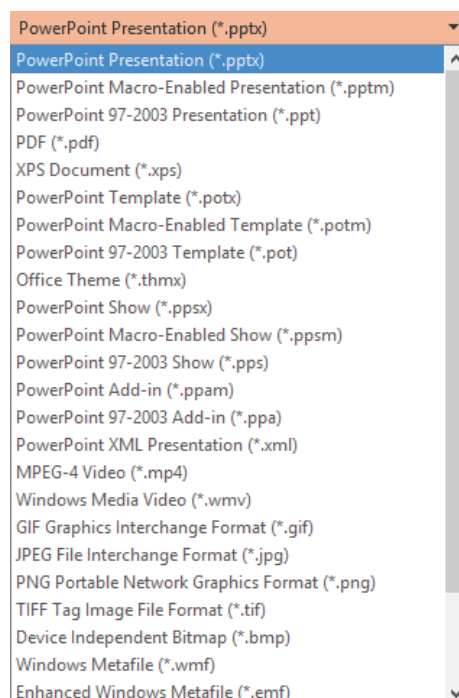 PowerPoint Presentation (*.pptx)
PowerPoint Presentation (*.pptx)
PowerPoint Macro-Enabled Presentation (*.pptm)
PowerPoint 97-2003 Presentation (*.ppt)
PDF (*.pdf)
XPS Document (*.xps)
PowerPoint Template (*.potx)
PowerPoint Macro-Enabled Template (*.potm)
PowerPoint 97-2003 Template (*.pot)
Office Theme (*.thmx)
PowerPoint Show (*.ppsx)
PowerPoint Macro-Enabled Show (*.ppsm)
PowerPoint 97-2003 Show (*.pps)
PowerPoint Add-in (*.ppam)
PowerPoint 97-2003 Add-in (*.ppa)
PowerPoint XML Presentation (*.xml)
MPEG-4 Video (*.mp4)
Windows Media Video (*.wmv)
GIF Graphics Interchange Format (*.gif)
JPEG File Interchange Format (*.jpg)
PNG Portable Network Graphics Format (*.png)
TIFF Tag Image File Format (*.tif)
Device Independent Bitmap (*.bmp)
Windows Metafile (*.wmf)
Enhanced Windows Metafile (*.emf)